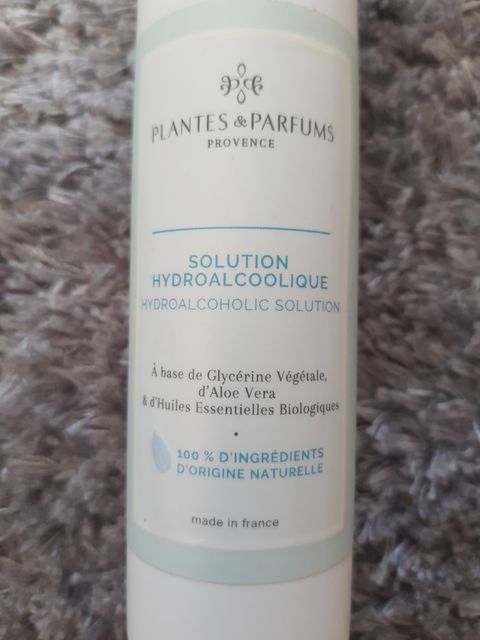 PLANTES & PARFUMS
PROVENCE
SOLUTION
HYDROALCOOLIQUE
HYDROALCOHOLIC SOLUTION
À base de Glycérine Végétale,
d'Aloe Vera
& d'Huiles Essentielles Biologiques
100 % D'INGRÉDIENTS
D'ORIGINE NATURELLE
made in france